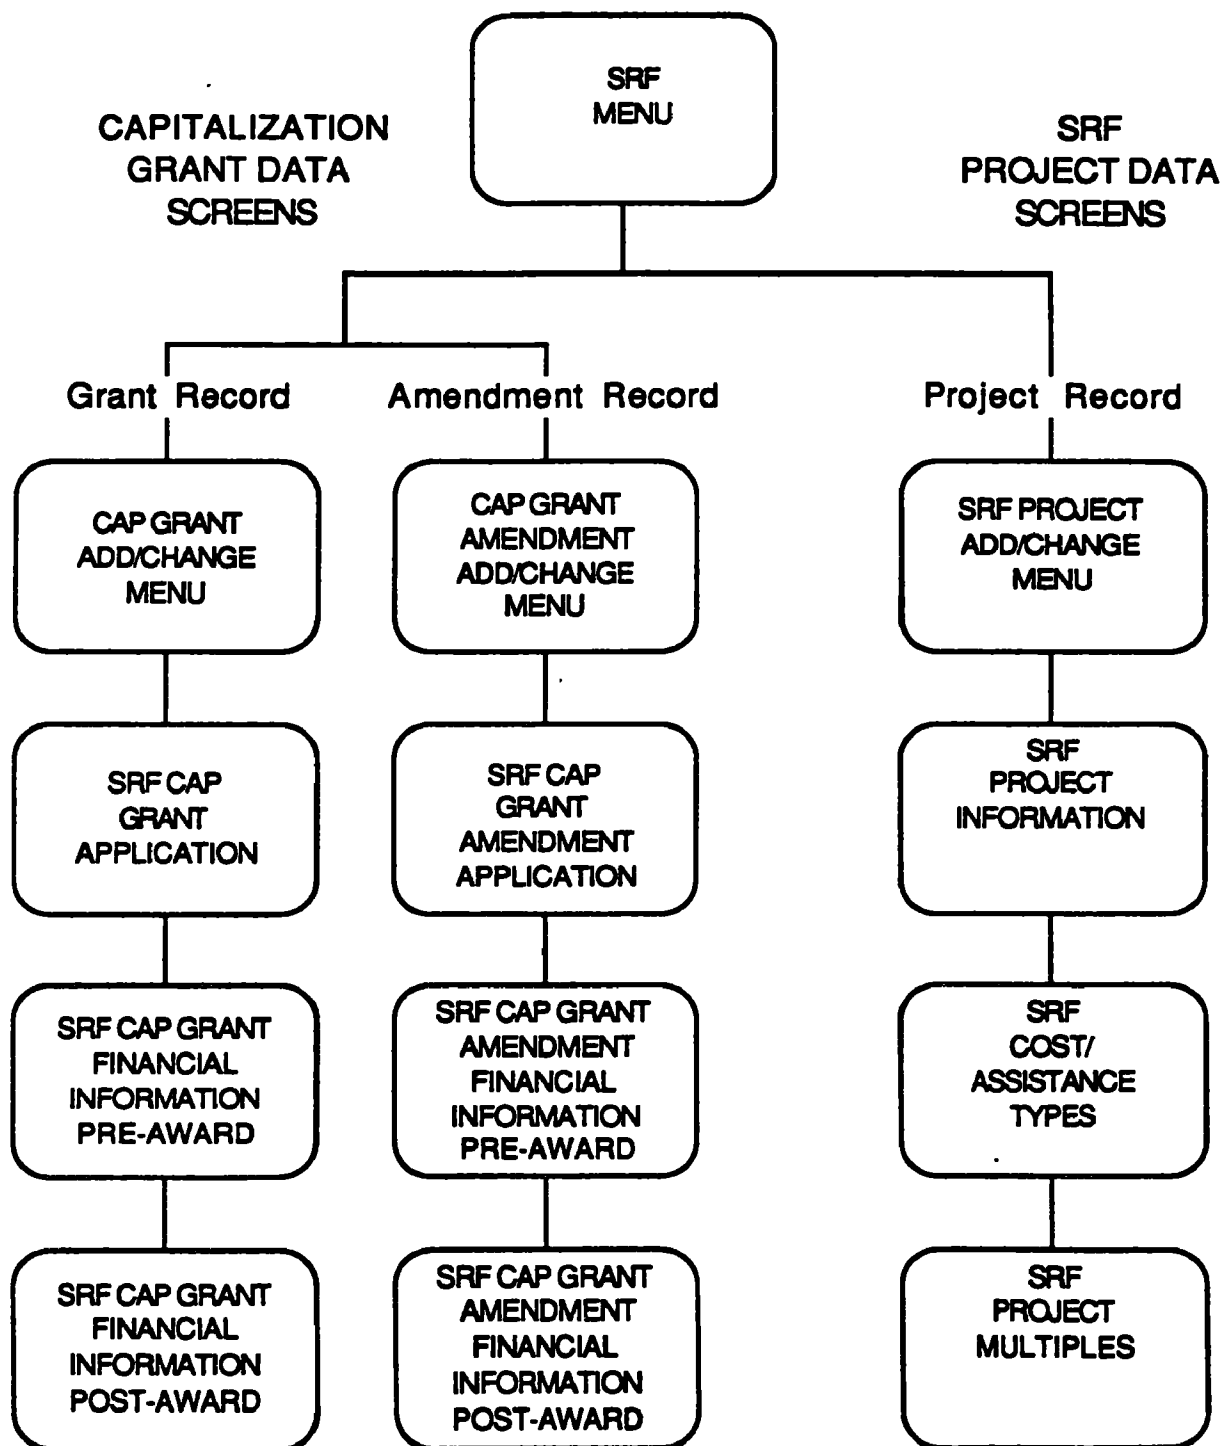 SRF
MENU
CAPITALIZATION
GRANT DATA
SCREENS
SRF
PROJECT DATA
SCREENS
Grant Record
Amendment Record
Project Record
CAP GRANT
ADD/CHANGE
MENU
CAP GRANT
AMENDMENT
ADD/CHANGE
MENU
SRF PROJECT
ADD/CHANGE
MENU
SRF CAP
GRANT
APPLICATION
SRF CAP
GRANT
AMENDMENT
APPLICATION
SRF
PROJECT
INFORMATION
SRF CAP GRANT
FINANCIAL
INFORMATION
PRE-AWARD
SRF CAP GRANT
AMENDMENT
FINANCIAL
INFORMATION
PRE-AWARD
SRF
COST/
ASSISTANCE
TYPES
SRF CAP GRANT
FINANCIAL
INFORMATION
POST-AWARD
SRF CAP GRANT
AMENDMENT
FINANCIAL
INFORMATION
POST-AWARD
SRF
PROJECT
MULTIPLES